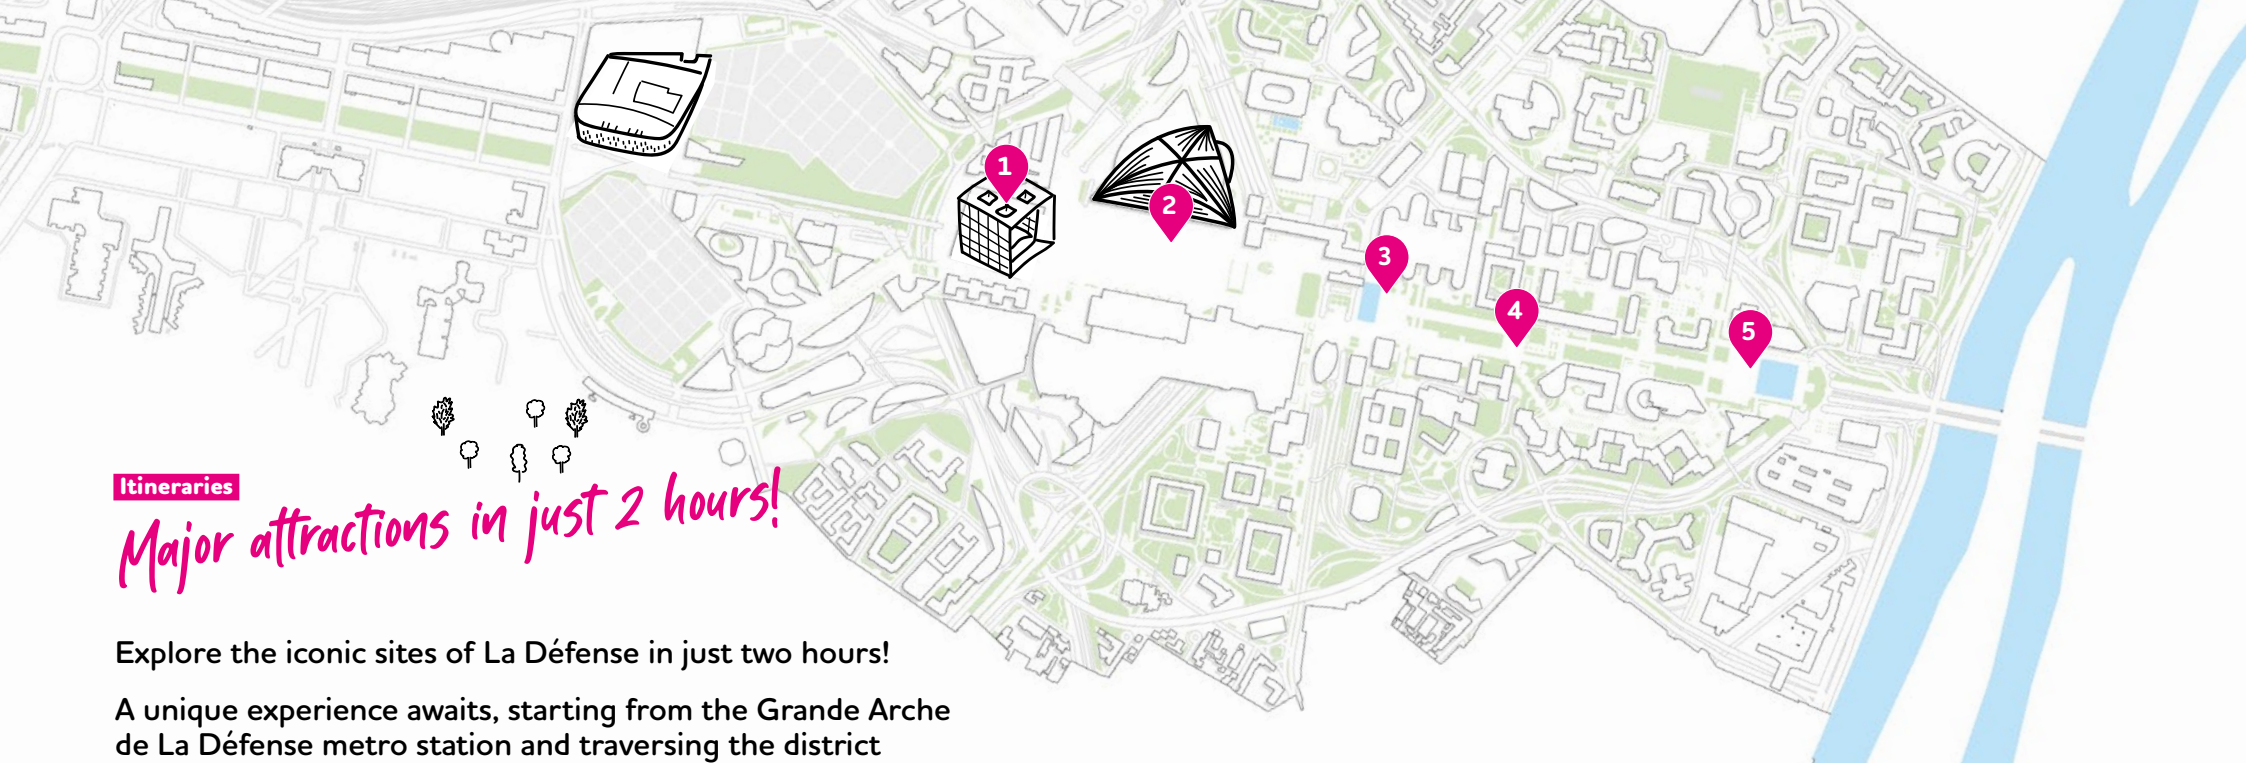 1
2
3
4
5
Itineraries
Major attractions in just 2 hours!
Explore the iconic sites of La Défense in just two hours!
A unique experience awaits, starting from the Grande Arche
de La Défense metro station and traversing the district